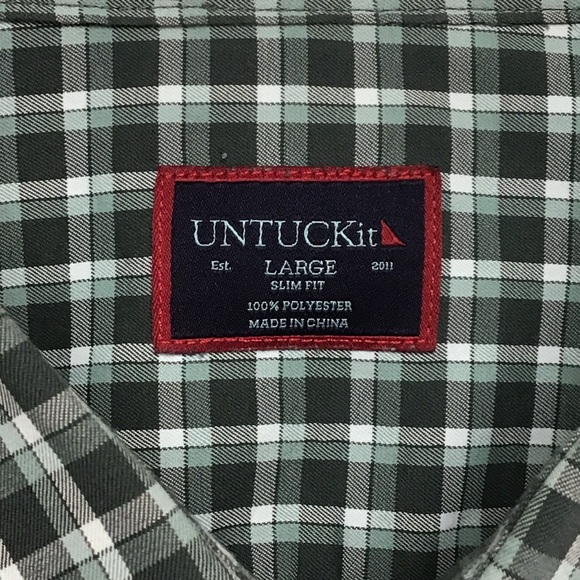 UNTUCKit
Est. LARGE 2011
SLIM FIT
100% POLYESTER
MADE IN CHINA